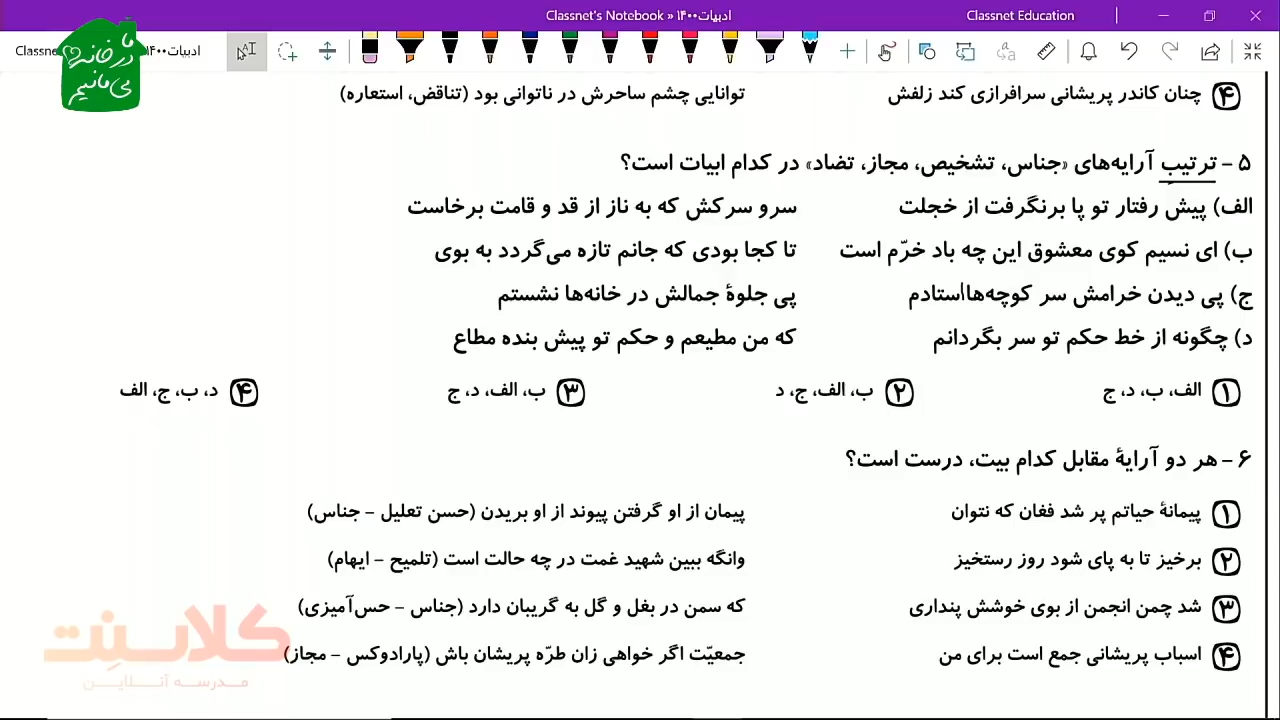 Classnet's Notebook » ادبیات۱۴۰۰
Classnet Education
Classnet
ادبیات۱۴۰۰
ما
در خانه
می‌مانیم
۴ چنان کاندر پریشانی سرافرازی کند زلفش توانایی چشم ساحرش در ناتوانی بود (تناقض، استعاره)
۵ – ترتیب آرایه‌های «جناس، تشخیص، مجاز، تضاد» در کدام ابیات است؟
الف) پیش رفتار تو پا برنگرفت از خجلت سرو سرکش که به ناز از قد و قامت برخاست
ب) ای نسیم کوی معشوق این چه باد خرّم است تا کجا بودی که جانم تازه می‌گردد به بوی
ج) پی دیدن خرامش سر کوچه‌ها استادم پی جلوهٔ جمالش در خانه‌ها نشستم
د) چگونه از خط حکم تو سر بگردانم که من مطیعم و حکم تو پیش بنده مطاع
۱ الف، ب، د، ج ۲ ب، الف، ج، د ۳ ب، الف، د، ج ۴ د، ب، ج، الف
۶ – هر دو آرایهٔ مقابل کدام بیت، درست است؟
۱ پیمانهٔ حیاتم پر شد فغان که نتوان پیمان از او گرفتن پیوند از او بریدن (حسن تعلیل – جناس)
۲ برخیز تا به پای شود روز رستخیز وانگه ببین شهید غمت در چه حالت است (تلمیح – ایهام)
۳ شد چمن انجمن از بوی خوشش پنداری که سمن در بغل و گل به گریبان دارد (جناس – حس‌آمیزی)
۴ اسباب پریشانی جمع است برای من جمعیّت اگر خواهی زان طرّه پریشان باش (پارادوکس – مجاز)
کلاسنت
مدرسه آنلاین